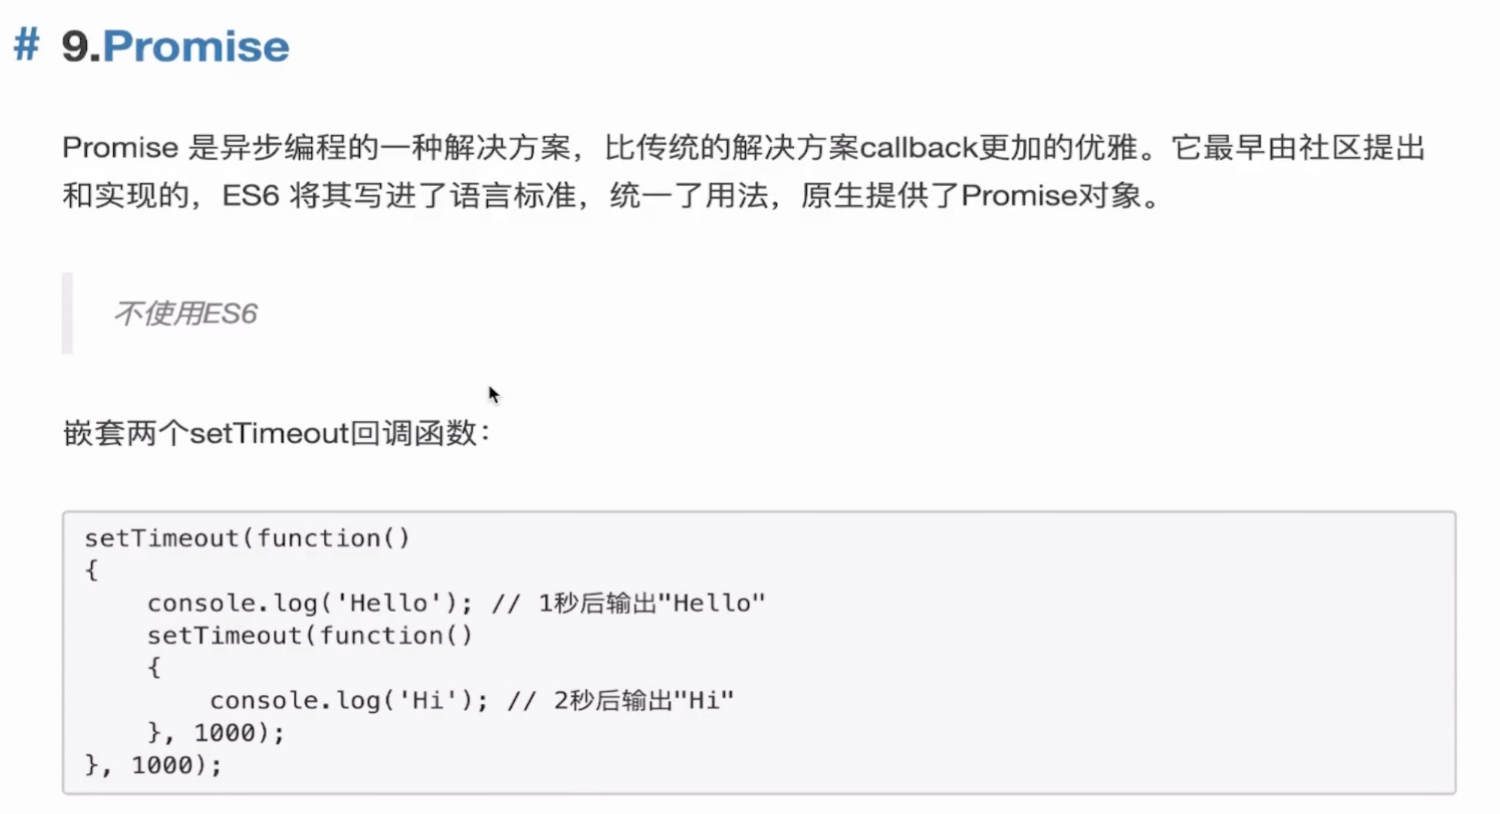 # 9.Promise
Promise 是异步编程的一种解决方案，比传统的解决方案callback更加的优雅。它最早由社区提出
和实现的，ES6 将其写进了语言标准，统一了用法，原生提供了Promise对象。
不使用ES6
嵌套两个setTimeout回调函数：
setTimeout(function()
{
    console.log('Hello'); // 1秒后输出"Hello"
    setTimeout(function()
    {
        console.log('Hi'); // 2秒后输出"Hi"
    }, 1000);
}, 1000);